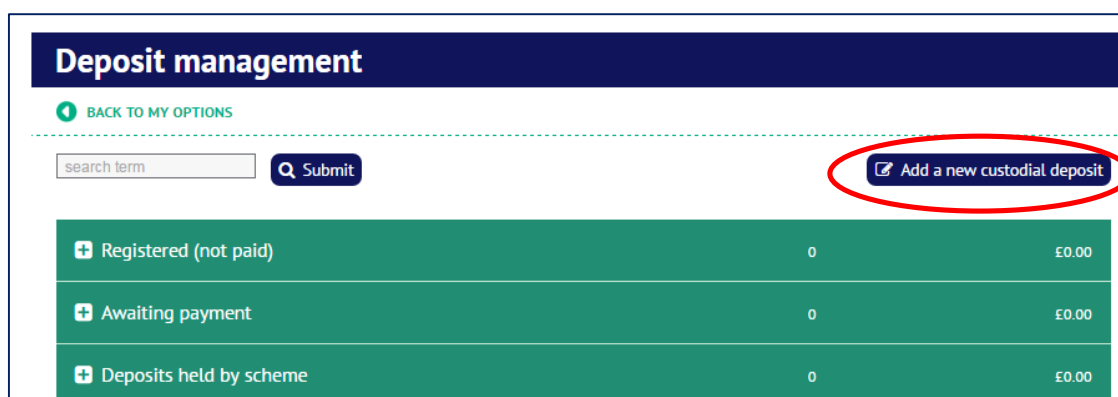 Deposit management
BACK TO MY OPTIONS
search term Submit Add a new custodial deposit
Registered (not paid) 0 £0.00
Awaiting payment 0 £0.00
Deposits held by scheme 0 £0.00